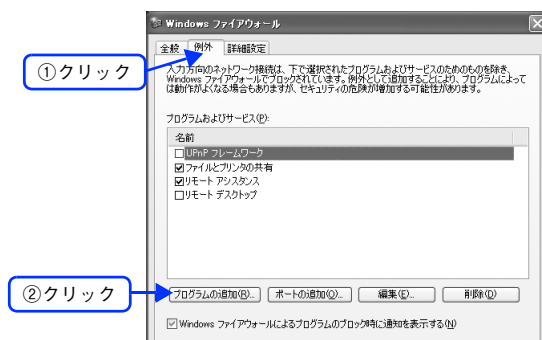 Windows ファイアウォール
全般 例外 詳細設定
①クリック
入力方向のネットワーク接続は、下で選択されたプログラムおよびサービスのためのものを除き、
Windows ファイアウォールでブロックされています。例外として追加することにより、プログラムによって
は動作がよくなる場合もありますが、セキュリティの危険が増加する可能性があります。
プログラムおよびサービス(P):
名前
UPnP フレームワーク
ファイルとプリンタの共有
リモート アシスタンス
リモート デスクトップ
②クリック
プログラムの追加(R)... ポートの追加(O)... 編集(E)... 削除(D)
Windows ファイアウォールによるプログラムのブロック時に通知を表示する(N)